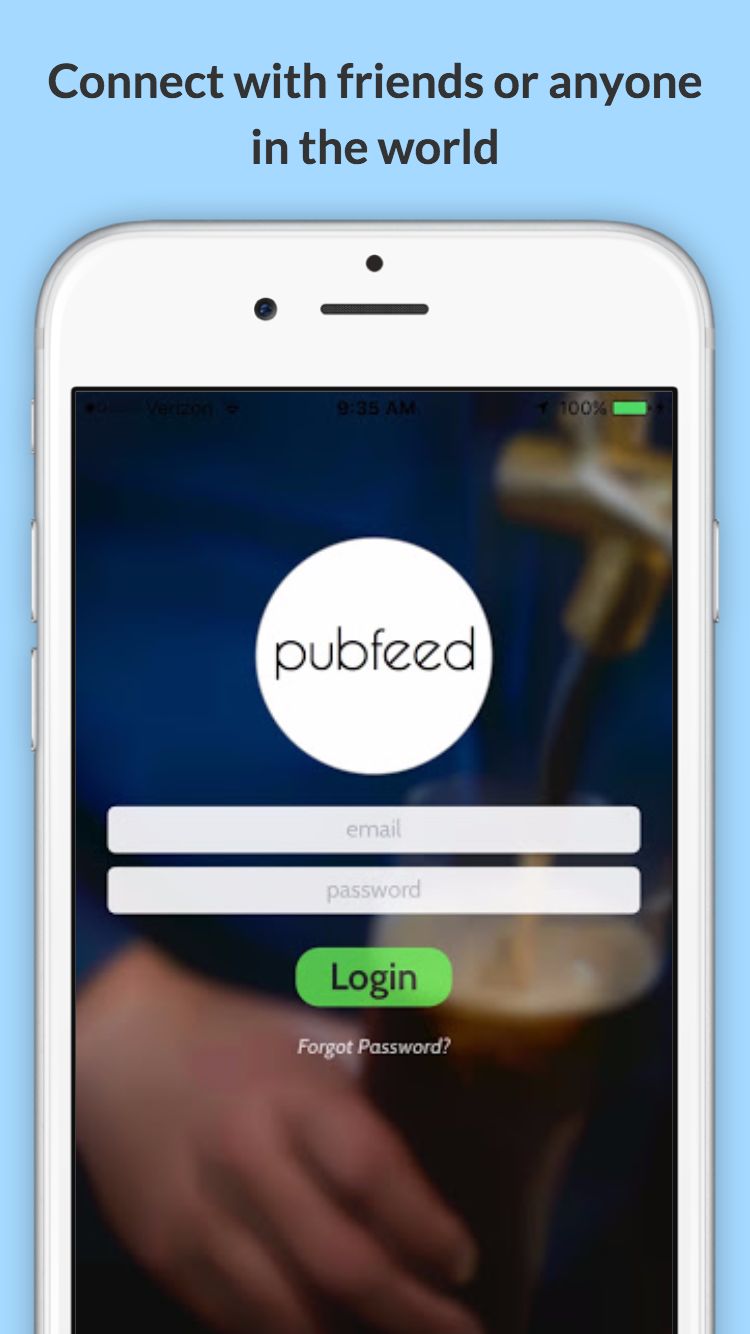 Connect with friends or anyone
in the world
Verizon 9:35 AM 100%
pubfeed
email
password
Login
Forgot Password?